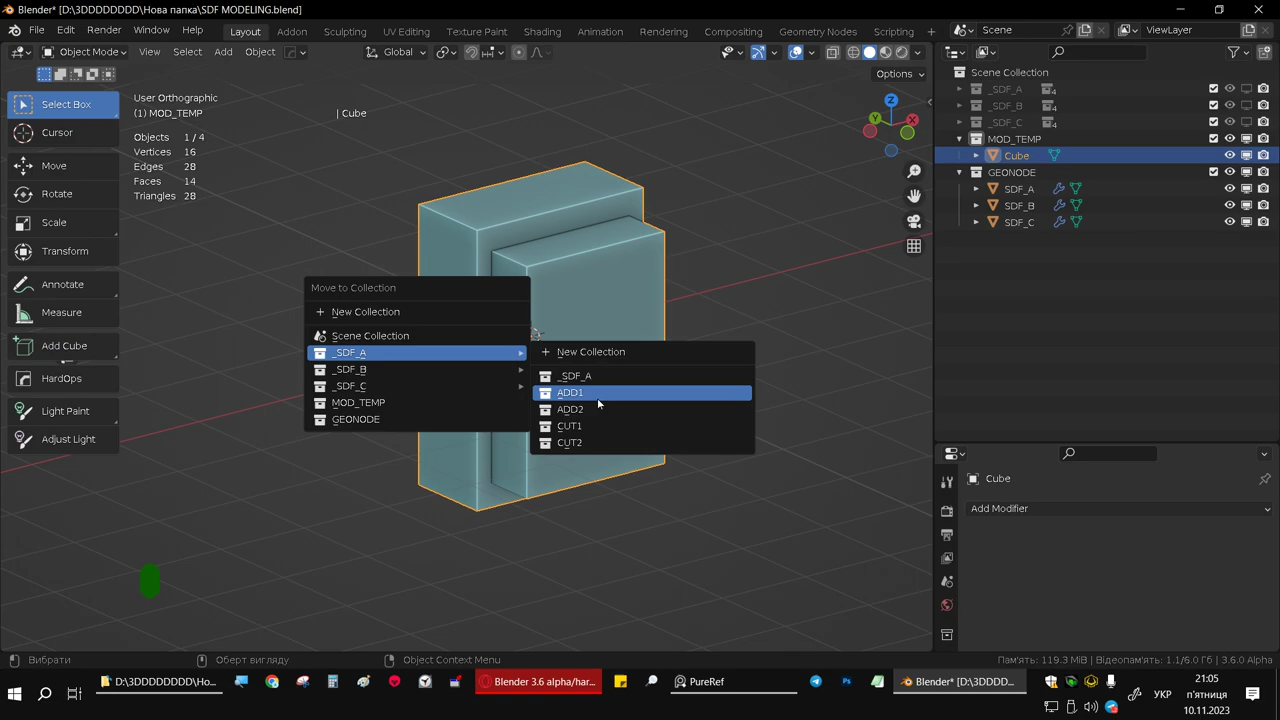 Blender* [D:\3DDDDDDDD\Нова папка\SDF MODELING.blend]
File Edit Render Window Help Layout Addon Sculpting UV Editing Texture Paint Shading Animation Rendering Compositing Geometry Nodes Scripting Scene ViewLayer
Object Mode View Select Add Object Global
Options
Select Box
Cursor
Move
Rotate
Scale
Transform
Annotate
Measure
Add Cube
HardOps
Light Paint
Adjust Light
User Orthographic
(1) MOD_TEMP | Cube
Objects 1 / 4
Vertices 16
Edges 28
Faces 14
Triangles 28
Z
Y
X
Move to Collection
New Collection
Scene Collection
_SDF_A
_SDF_B
_SDF_C
MOD_TEMP
GEONODE
New Collection
_SDF_A
ADD1
ADD2
CUT1
CUT2
Scene Collection
_SDF_A 4
_SDF_B 4
_SDF_C 4
MOD_TEMP
Cube
GEONODE
SDF_A
SDF_B
SDF_C
Cube
Add Modifier
Вибрати Оберт вигляду Object Context Menu Пам'ять: 119.3 MiB | Відеопам'ять: 1.1/6.0 Гб | 3.6.0 Alpha
D:\3DDDDDDDD\Но... Blender 3.6 alpha/har... PureRef Blender* [D:\3DDDD...
УКР
21:05
п'ятниця
10.11.2023